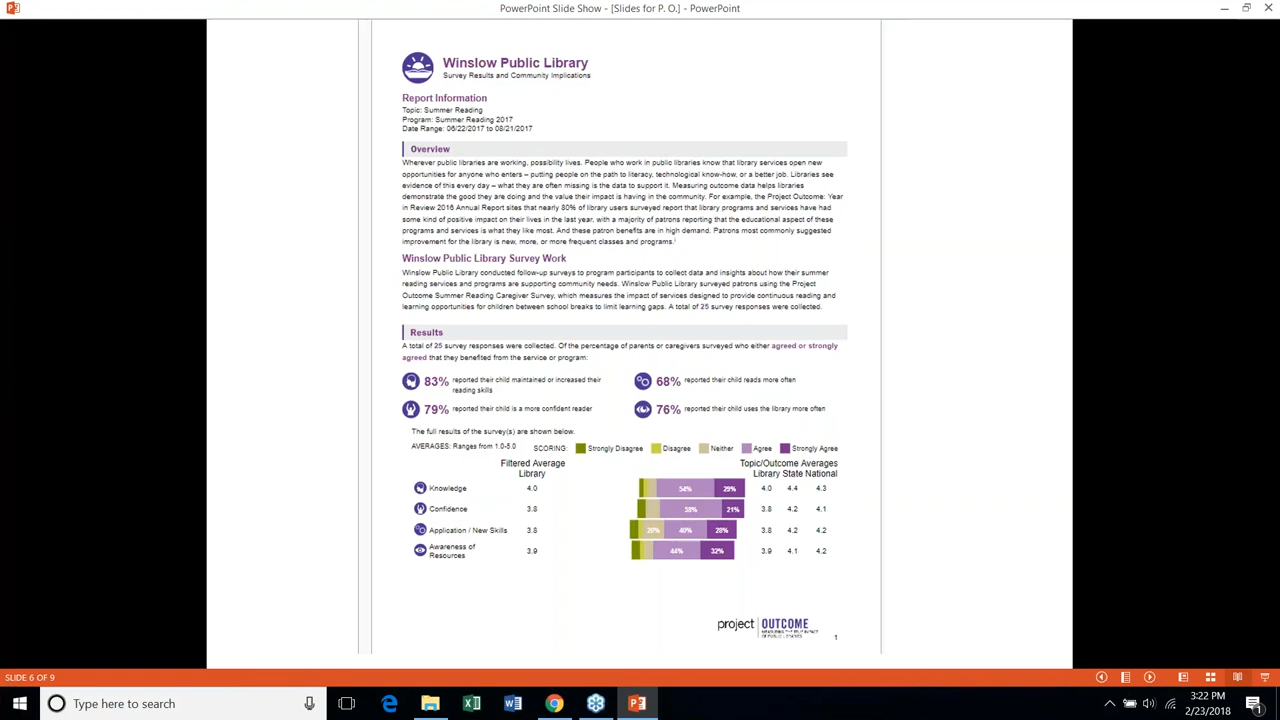 PowerPoint Slide Show - [Slides for P. O.] - PowerPoint
Winslow Public Library
Survey Results and Community Implications
Report Information
Topic: Summer Reading
Program: Summer Reading 2017
Date Range: 06/22/2017 to 08/21/2017
Overview
Wherever public libraries are working, possibility lives. People who work in public libraries know that library services open new
opportunities for anyone who enters – putting people on the path to literacy, technological know-how, or a better job. Libraries see
evidence of this every day – what they are often missing is the data to support it. Measuring outcome data helps libraries
demonstrate the good they are doing and the value their impact is having in the community. For example, the Project Outcome: Year
in Review 2016 Annual Report sites that nearly 80% of library users surveyed report that library programs and services have had
some kind of positive impact on their lives in the last year, with a majority of patrons reporting that the educational aspect of these
programs and services is what they like most. And these patron benefits are in high demand. Patrons most commonly suggested
improvement for the library is new, more, or more frequent classes and programs.
Winslow Public Library Survey Work
Winslow Public Library conducted follow-up surveys to program participants to collect data and insights about how their summer
reading services and programs are supporting community needs. Winslow Public Library surveyed patrons using the Project
Outcome Summer Reading Caregiver Survey, which measures the impact of services designed to provide continuous reading and
learning opportunities for children between school breaks to limit learning gaps. A total of 25 survey responses were collected.
Results
A total of 25 survey responses were collected. Of the percentage of parents or caregivers surveyed who either agreed or strongly
agreed that they benefited from the service or program:
83% reported their child maintained or increased their
reading skills
68% reported their child reads more often
79% reported their child is a more confident reader
76% reported their child uses the library more often
The full results of the survey(s) are shown below.
AVERAGES: Ranges from 1.0-5.0 SCORING: Strongly Disagree Disagree Neither Agree Strongly Agree
Filtered Average Topic/Outcome Averages
Library Library State National
Knowledge 4.0 54% 29% 4.0 4.4 4.3
Confidence 3.8 58% 21% 3.8 4.2 4.1
Application / New Skills 3.8 20% 40% 28% 3.8 4.2 4.2
Awareness of
Resources 3.9 44% 32% 3.9 4.1 4.2
project OUTCOME
1
SLIDE 6 OF 9
Type here to search
3:22 PM
2/23/2018